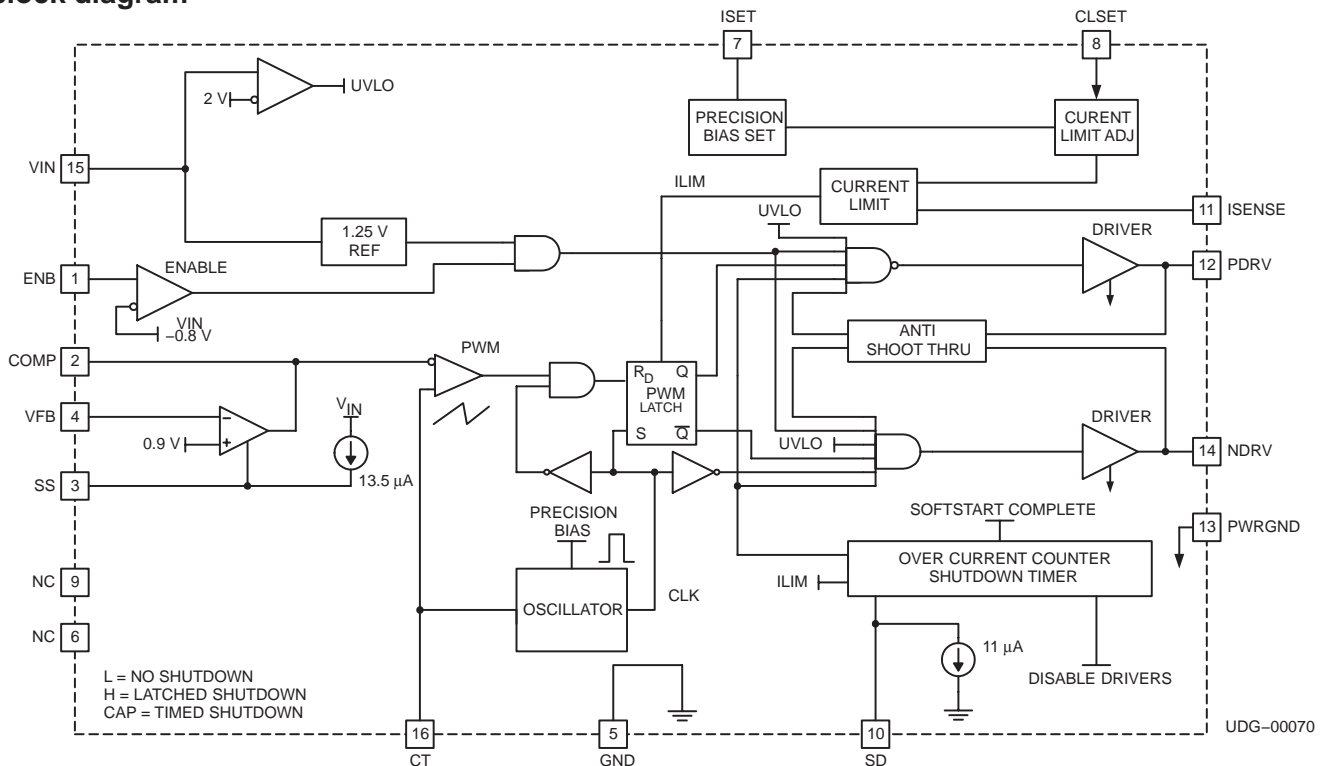 ISET
CLSET
7
8
UVLO
2 V
PRECISION
BIAS SET
CURENT
LIMIT ADJ
VIN
15
ILIM
CURRENT
LIMIT
11
ISENSE
UVLO
1.25 V
REF
DRIVER
ENB
1
ENABLE
12
PDRV
VIN
–0.8 V
ANTI
SHOOT THRU
COMP
2
PWM
RD
Q
PWM
LATCH
S
Q
VFB
4
–
+
0.9 V
VIN
DRIVER
UVLO
14
NDRV
SS
3
13.5 µA
PRECISION
BIAS
SOFTSTART COMPLETE
13
PWRGND
OVER CURRENT COUNTER
SHUTDOWN TIMER
NC
9
ILIM
OSCILLATOR
CLK
NC
6
11 µA
L = NO SHUTDOWN
H = LATCHED SHUTDOWN
CAP = TIMED SHUTDOWN
DISABLE DRIVERS
16
5
10
UDG–00070
CT
GND
SD